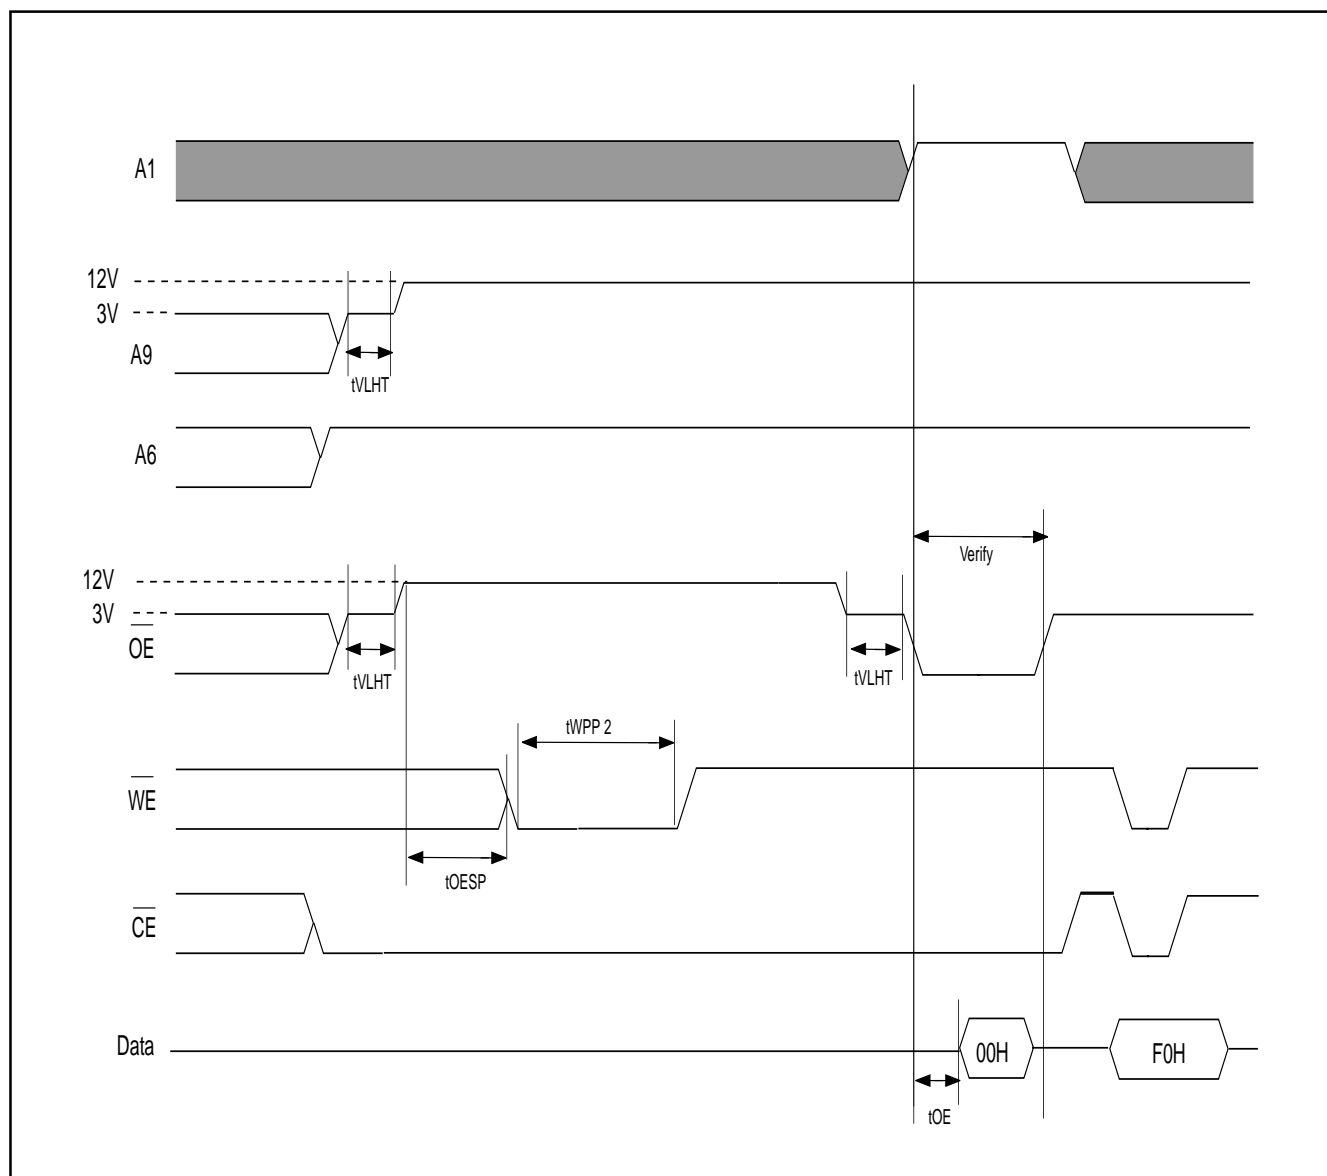 A1
12V
3V
A9
tVLHT
A6
Verify
12V
3V
OE
tVLHT
tVLHT
tWPP 2
WE
tOESP
CE
Data
00H
F0H
tOE